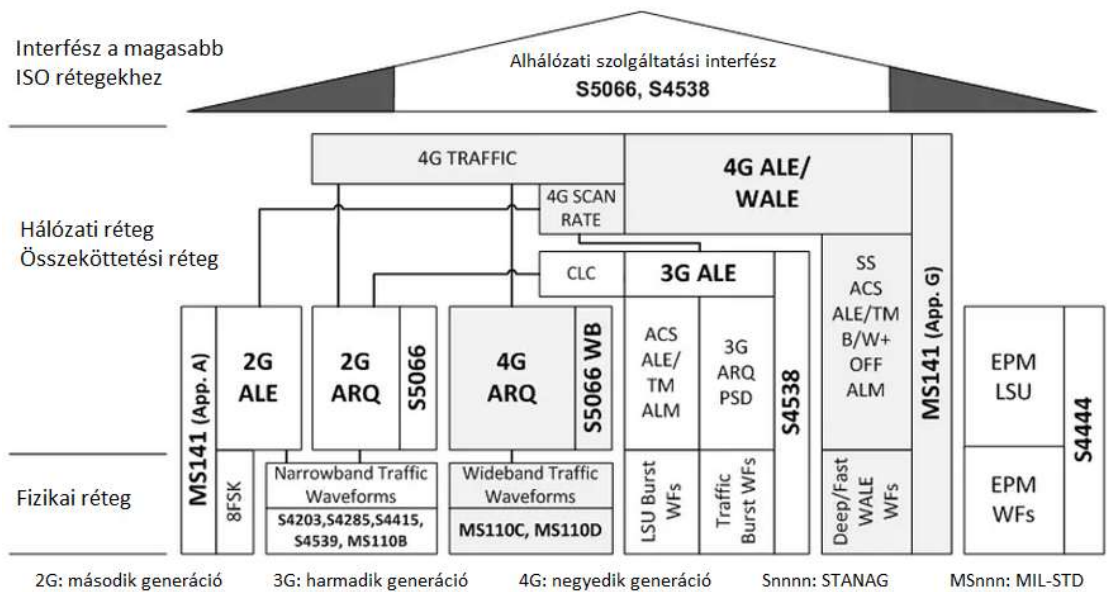 Interfész a magasabb
ISO rétegekhez
Alhálózati szolgáltatási interfész
S5066, S4538
Hálózati réteg
Összeköttetési réteg
4G TRAFFIC
4G ALE/
WALE
4G SCAN
RATE
CLC
3G ALE
MS141 (App. A)
2G
ALE
2G
ARQ
S5066
4G
ARQ
S5066 WB
ACS
ALE/
TM
ALM
3G
ARQ
PSD
S4538
SS
ACS
ALE/TM
B/W+
OFF
ALM
MS141 (App. G)
EPM
LSU
S4444
Fizikai réteg
8FSK
Narrowband Traffic
Waveforms
S4203,S4285,S4415,
S4539, MS110B
Wideband Traffic
Waveforms
MS110C, MS110D
LSU Burst
WFs
Traffic
Burst WFs
Deep/Fast
WALE
WFs
EPM
WFs
2G: második generáció
3G: harmadik generáció
4G: negyedik generáció
Snnnn: STANAG
MSnnn: MIL-STD